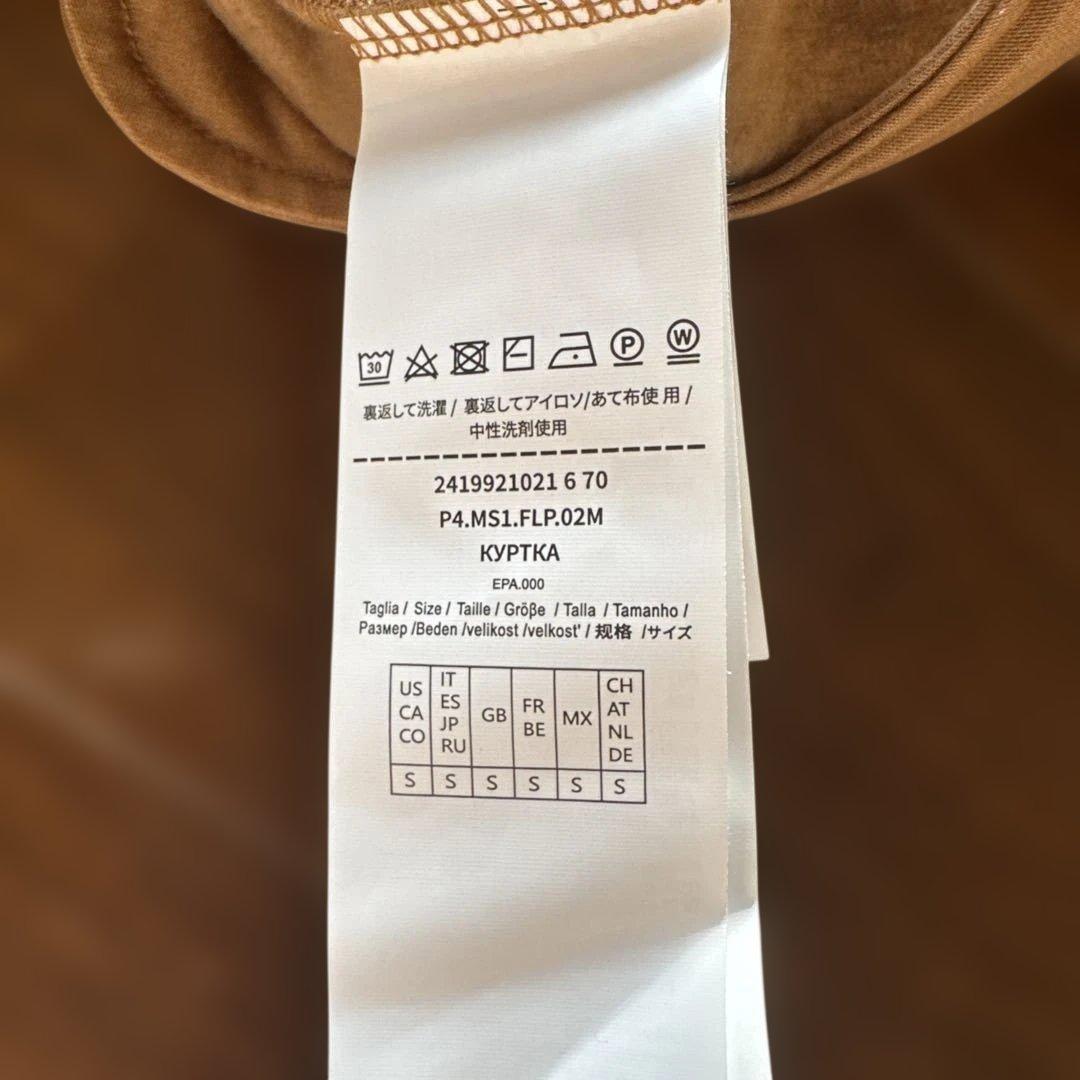 30 P W
裏返して洗濯 / 裏返してアイロソ/あて布使 用 /
中性洗剤使用
2419921021 6 70
P4.MS1.FLP.02M
КУРТКА
EPA.000
Taglia / Size / Taille / Größe / Talla / Tamanho /
Размер /Beden /velikost /velkost' / 规格 /サイズ
US CA CO | IT ES JP RU | GB | FR BE | MX | CH AT NL DE
S | S | S | S | S | S